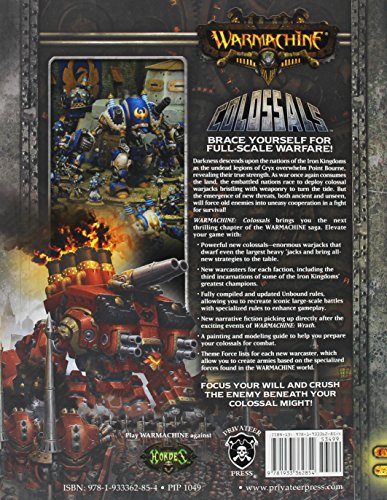 WARMACHINE
COLOSSALS
BRACE YOURSELF FOR
FULL-SCALE WARFARE!
Darkness descends upon the nations of the Iron Kingdoms
as the undead legions of Cryx overwhelm Point Bourne,
revealing their true strength. As war once again consumes
the land, the embattled nations race to deploy colossal
warjacks bristling with weaponry to turn the tide. But
the emergence of new threats, both ancient and unseen,
will force old enemies into uneasy cooperation in a fight
for survival!
WARMACHINE: Colossals brings you the next
thrilling chapter of the WARMACHINE saga. Elevate
your game with:
• Powerful new colossals—enormous warjacks that
dwarf even the largest heavy 'jacks and bring all-
new strategies to the table.
• New warcasters for each faction, including the
third incarnations of some of the Iron Kingdoms'
greatest champions.
• Fully compiled and updated Unbound rules,
allowing you to recreate iconic large-scale battles
with specialized rules to enhance gameplay.
• New narrative fiction picking up directly after the
exciting events of WARMACHINE: Wrath.
• A painting and modeling guide to help you prepare
your colossals for combat.
• Theme Force lists for each new warcaster, which
allow you to create armies based on the specialized
forces found in the WARMACHINE world.
FOCUS YOUR WILL AND CRUSH
THE ENEMY BENEATH YOUR
COLOSSAL MIGHT!
Play WARMACHINE against
HORDES
PRIVATEER
PRESS
ISBN-13: 978-1-933362-85-4
53499
9 781933 362854
ISBN: 978-1-933362-85-4 PIP 1049
www.privateerpress.com